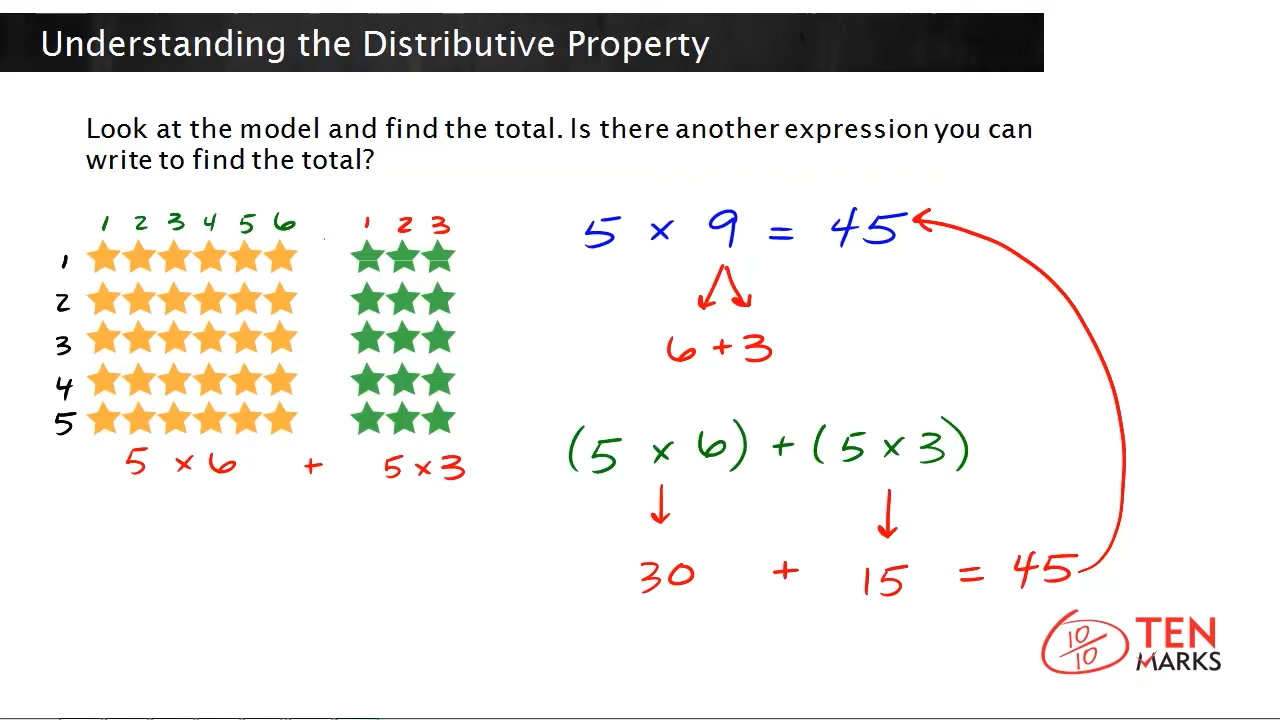 Understanding the Distributive Property
Look at the model and find the total. Is there another expression you can
write to find the total?
1 2 3 4 5 6 1 2 3
1
2
3
4
5
5 × 6 + 5 × 3
5 × 9 = 45
6 + 3
(5 × 6) + (5 × 3)
30 + 15 = 45
10/10
TEN
MARKS